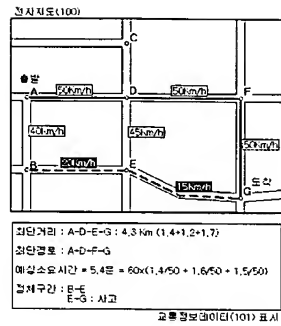 전자지도(100)
C
출발
50Km/h
50Km/h
A
D
F
40Km/h
45Km/h
50Km/h
B
20Km/h
E
15Km/h
도착
G
최단거리 : A-D-E-G : 4.3 Km (1.4+1.2+1.7)
최단경로 : A-D-F-G
예상소요시간 = 5.4분 = 60x(1.4/50 + 1.6/50 + 1.5/50)
정체구간 : B-E
E-G : 사고
교통정보데이터(101) 표시